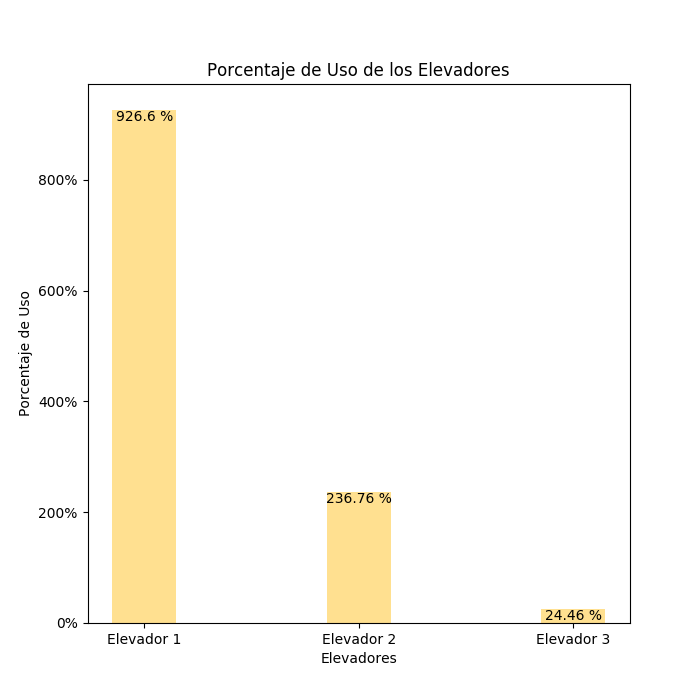 Porcentaje de Uso de los Elevadores
926.6 %
800%
600%
Porcentaje de Uso
400%
236.76 %
200%
24.46 %
0%
Elevador 1 Elevador 2 Elevador 3
Elevadores